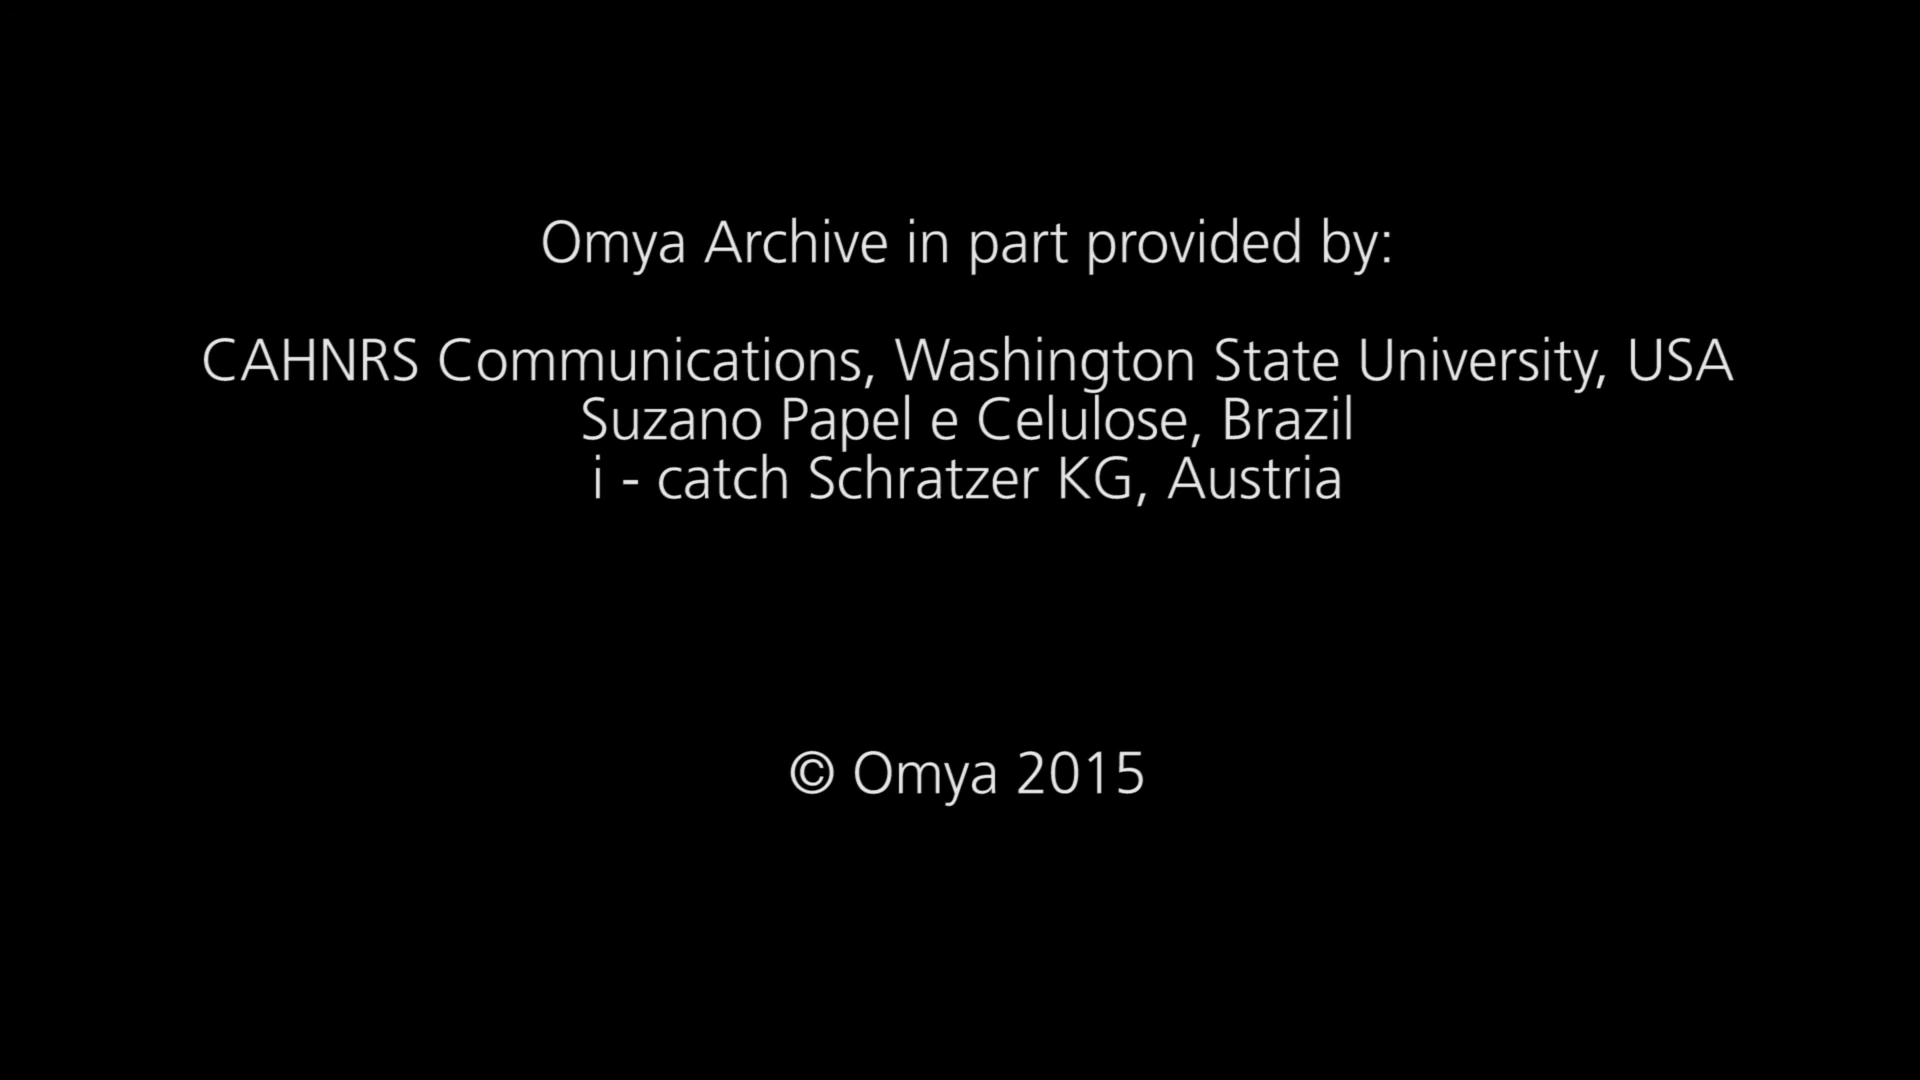 Omya Archive in part provided by:
CAHNRS Communications, Washington State University, USA
Suzano Papel e Celulose, Brazil
i - catch Schratzer KG, Austria
© Omya 2015